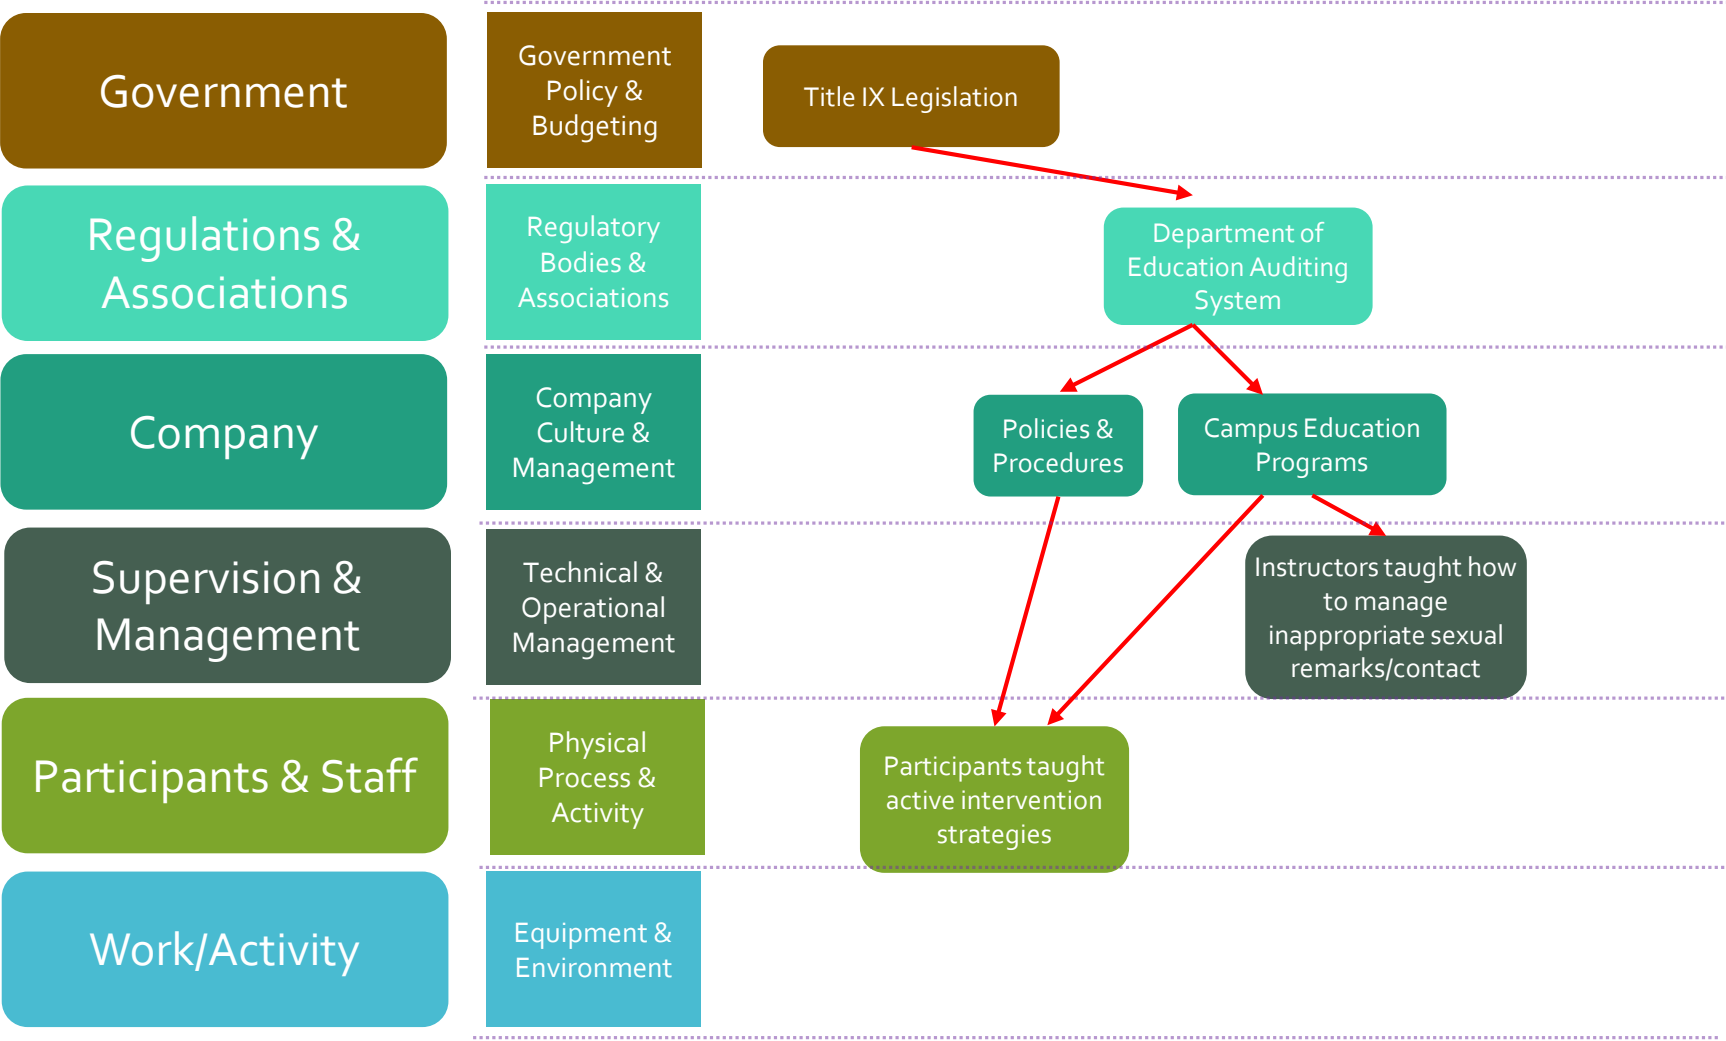 Government
Government
Policy &
Budgeting
Title IX Legislation
Regulations &
Associations
Regulatory
Bodies &
Associations
Department of
Education Auditing
System
Company
Company
Culture &
Management
Policies &
Procedures
Campus Education
Programs
Supervision &
Management
Technical &
Operational
Management
Instructors taught how
to manage
inappropriate sexual
remarks/contact
Participants & Staff
Physical
Process &
Activity
Participants taught
active intervention
strategies
Work/Activity
Equipment &
Environment